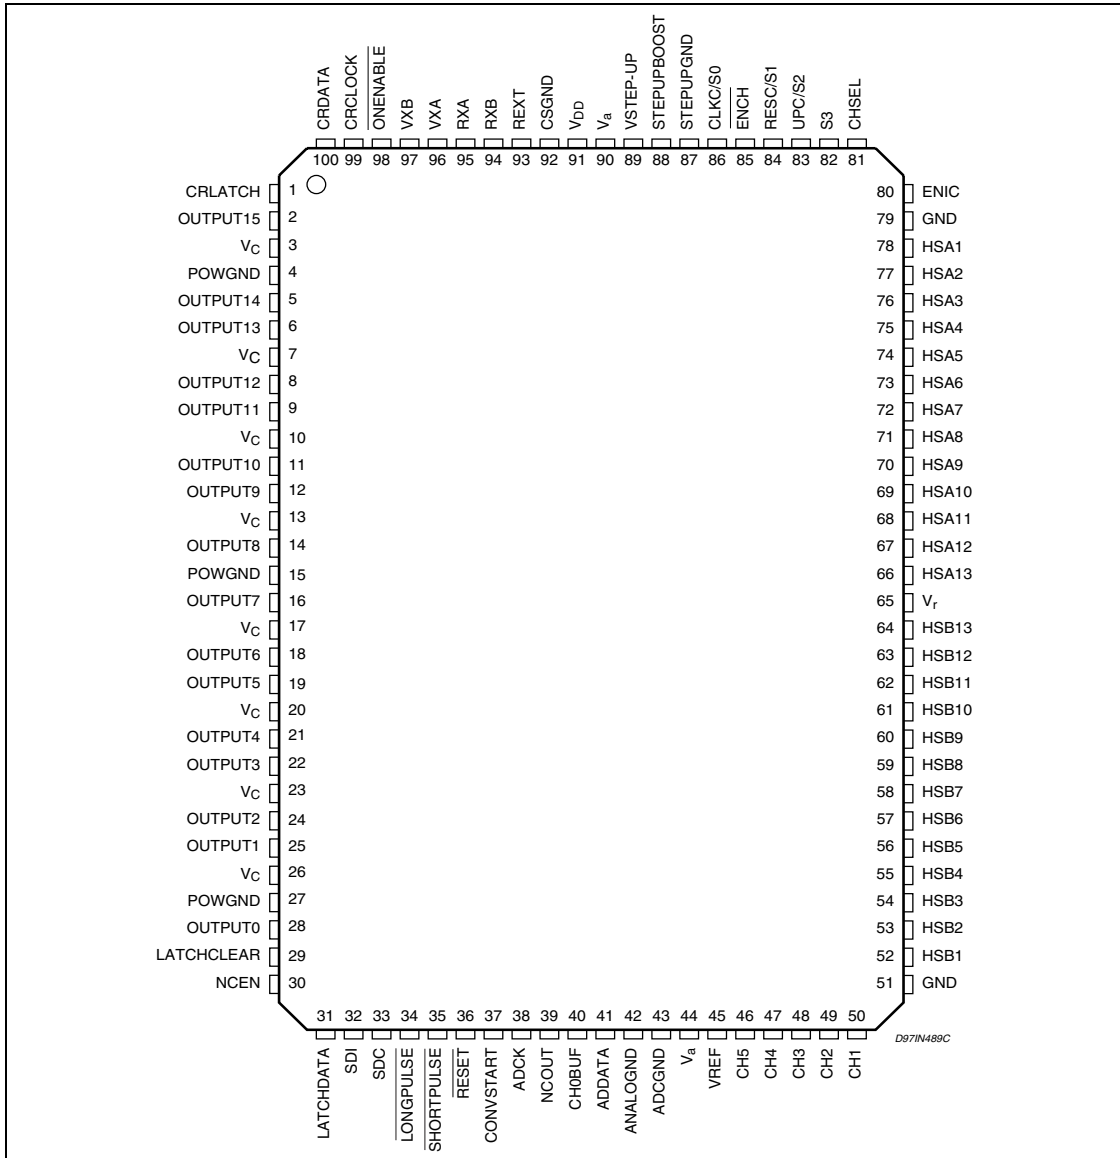 CRDATA
CRCLOCK
ONENABLE
VXB
VXA
RXA
RXB
REXT
CSGND
VDD
Va
VSTEP-UP
STEPUPBOOST
STEPUPGND
CLKC/S0
ENCH
RESC/S1
UPC/S2
S3
CHSEL
100 99 98 97 96 95 94 93 92 91 90 89 88 87 86 85 84 83 82 81
CRLATCH 1 80 ENIC
OUTPUT15 2 79 GND
VC 3 78 HSA1
POWGND 4 77 HSA2
OUTPUT14 5 76 HSA3
OUTPUT13 6 75 HSA4
VC 7 74 HSA5
OUTPUT12 8 73 HSA6
OUTPUT11 9 72 HSA7
VC 10 71 HSA8
OUTPUT10 11 70 HSA9
OUTPUT9 12 69 HSA10
VC 13 68 HSA11
OUTPUT8 14 67 HSA12
POWGND 15 66 HSA13
OUTPUT7 16 65 Vr
VC 17 64 HSB13
OUTPUT6 18 63 HSB12
OUTPUT5 19 62 HSB11
VC 20 61 HSB10
OUTPUT4 21 60 HSB9
OUTPUT3 22 59 HSB8
VC 23 58 HSB7
OUTPUT2 24 57 HSB6
OUTPUT1 25 56 HSB5
VC 26 55 HSB4
POWGND 27 54 HSB3
OUTPUT0 28 53 HSB2
LATCHCLEAR 29 52 HSB1
NCEN 30 51 GND
31 32 33 34 35 36 37 38 39 40 41 42 43 44 45 46 47 48 49 50
D97IN489C
LATCHDATA
SDI
SDC
LONGPULSE
SHORTPULSE
RESET
CONVSTART
ADCK
NCOUT
CH0BUF
ADDATA
ANALOGND
ADCGND
Va
VREF
CH5
CH4
CH3
CH2
CH1